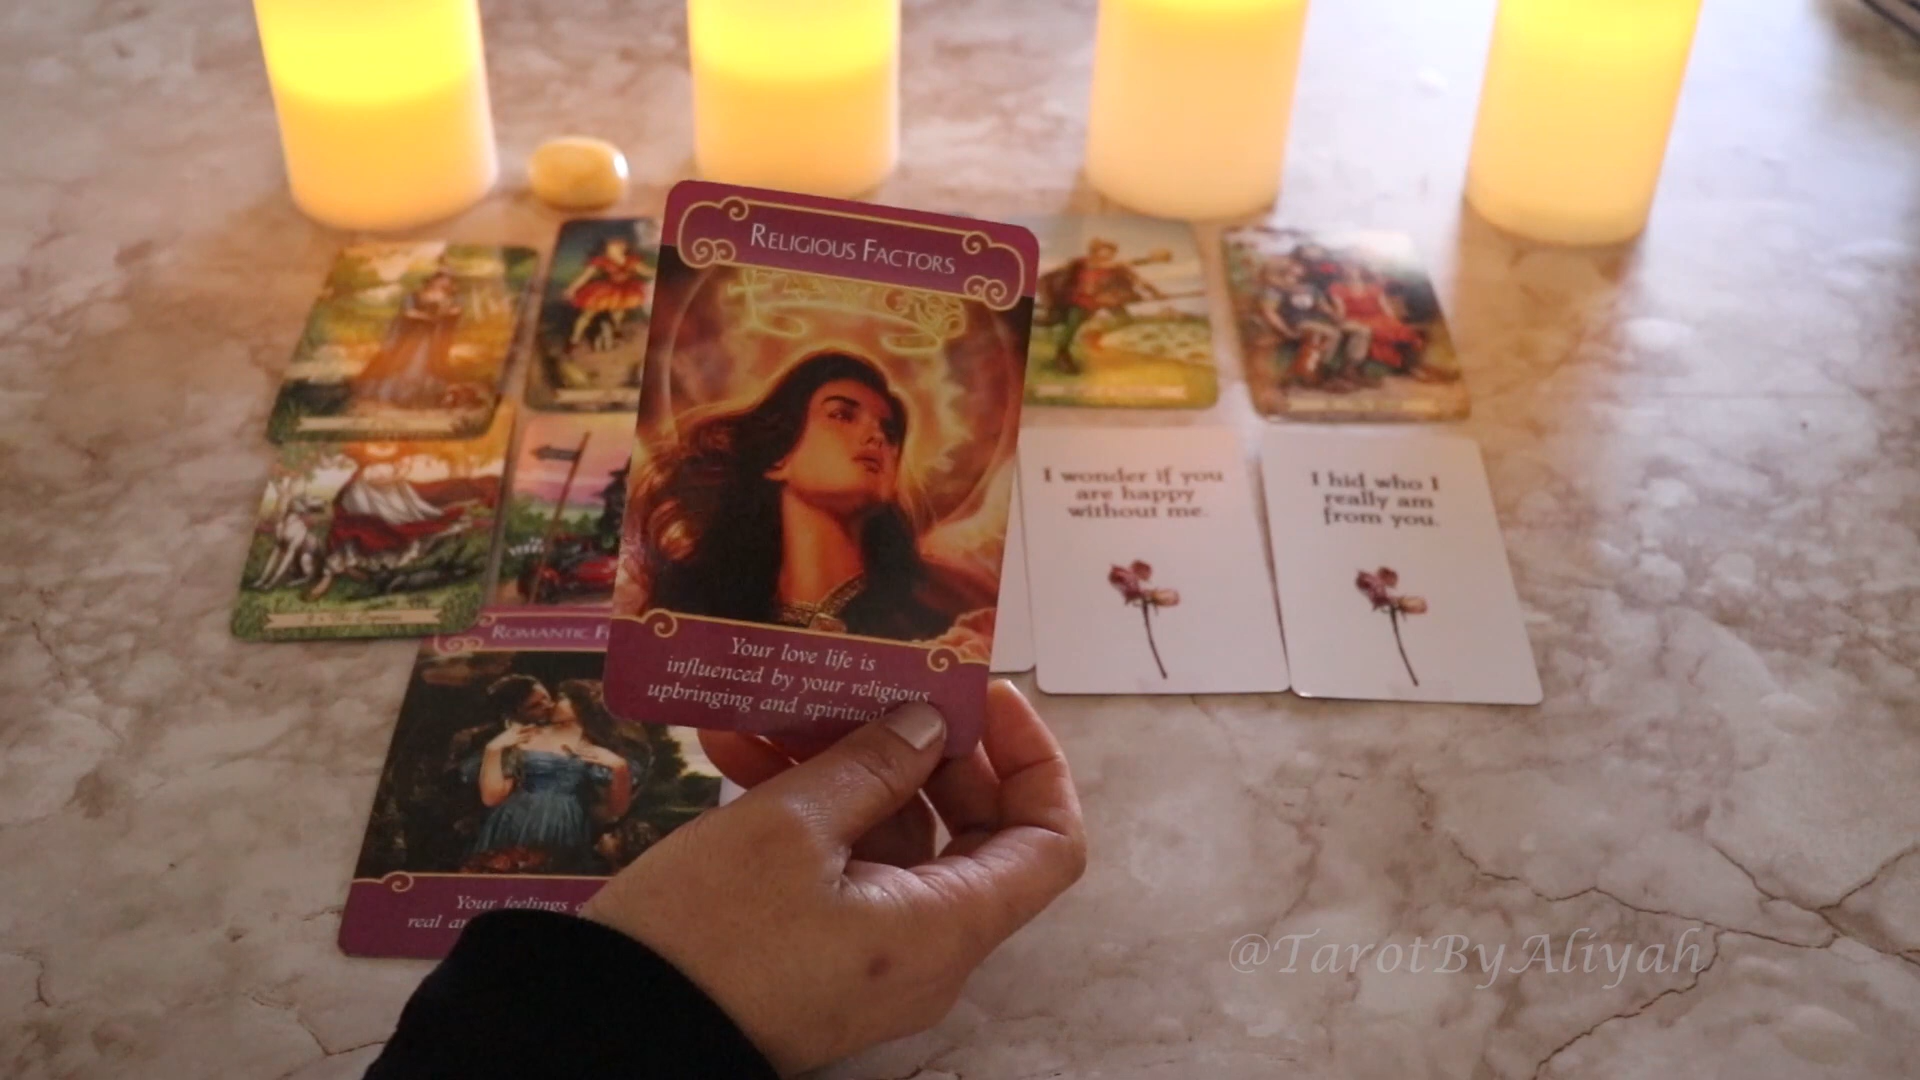 RELIGIOUS FACTORS
Your love life is
influenced by your religious
upbringing and
I wonder if you
are happy
without me.
I hid who I
really am
from you.
ROMANTIC
Your feelings
real
@TarotByAliyah